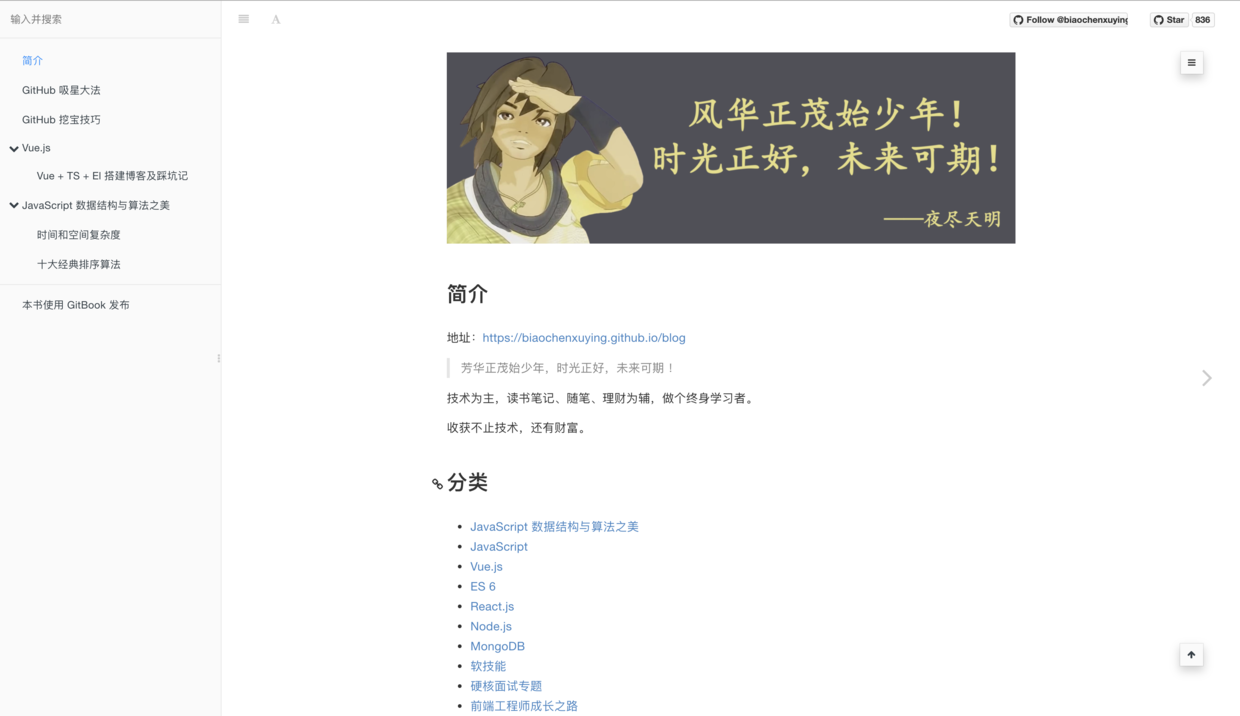 输入并搜索
Follow @biaochenxuying
Star 836
简介
GitHub 吸星大法
GitHub 挖宝技巧
Vue.js
Vue + TS + El 搭建博客及踩坑记
JavaScript 数据结构与算法之美
时间和空间复杂度
十大经典排序算法
本书使用 GitBook 发布
A
风华正茂始少年！
时光正好，未来可期！
——夜尽天明
简介
地址：https://biaochenxuying.github.io/blog
芳华正茂始少年，时光正好，未来可期！
技术为主，读书笔记、随笔、理财为辅，做个终身学习者。
收获不止技术，还有财富。
分类
JavaScript 数据结构与算法之美
JavaScript
Vue.js
ES 6
React.js
Node.js
MongoDB
软技能
硬核面试专题
前端工程师成长之路